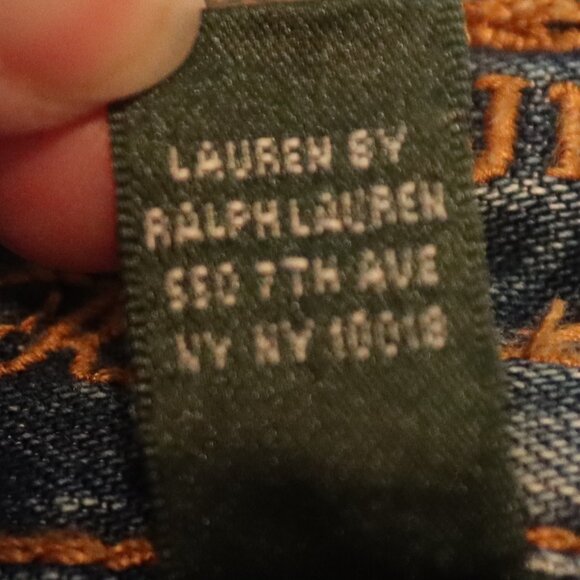 LAUREN BY
RALPH LAUREN
550 7TH AVE
NY NY 10018